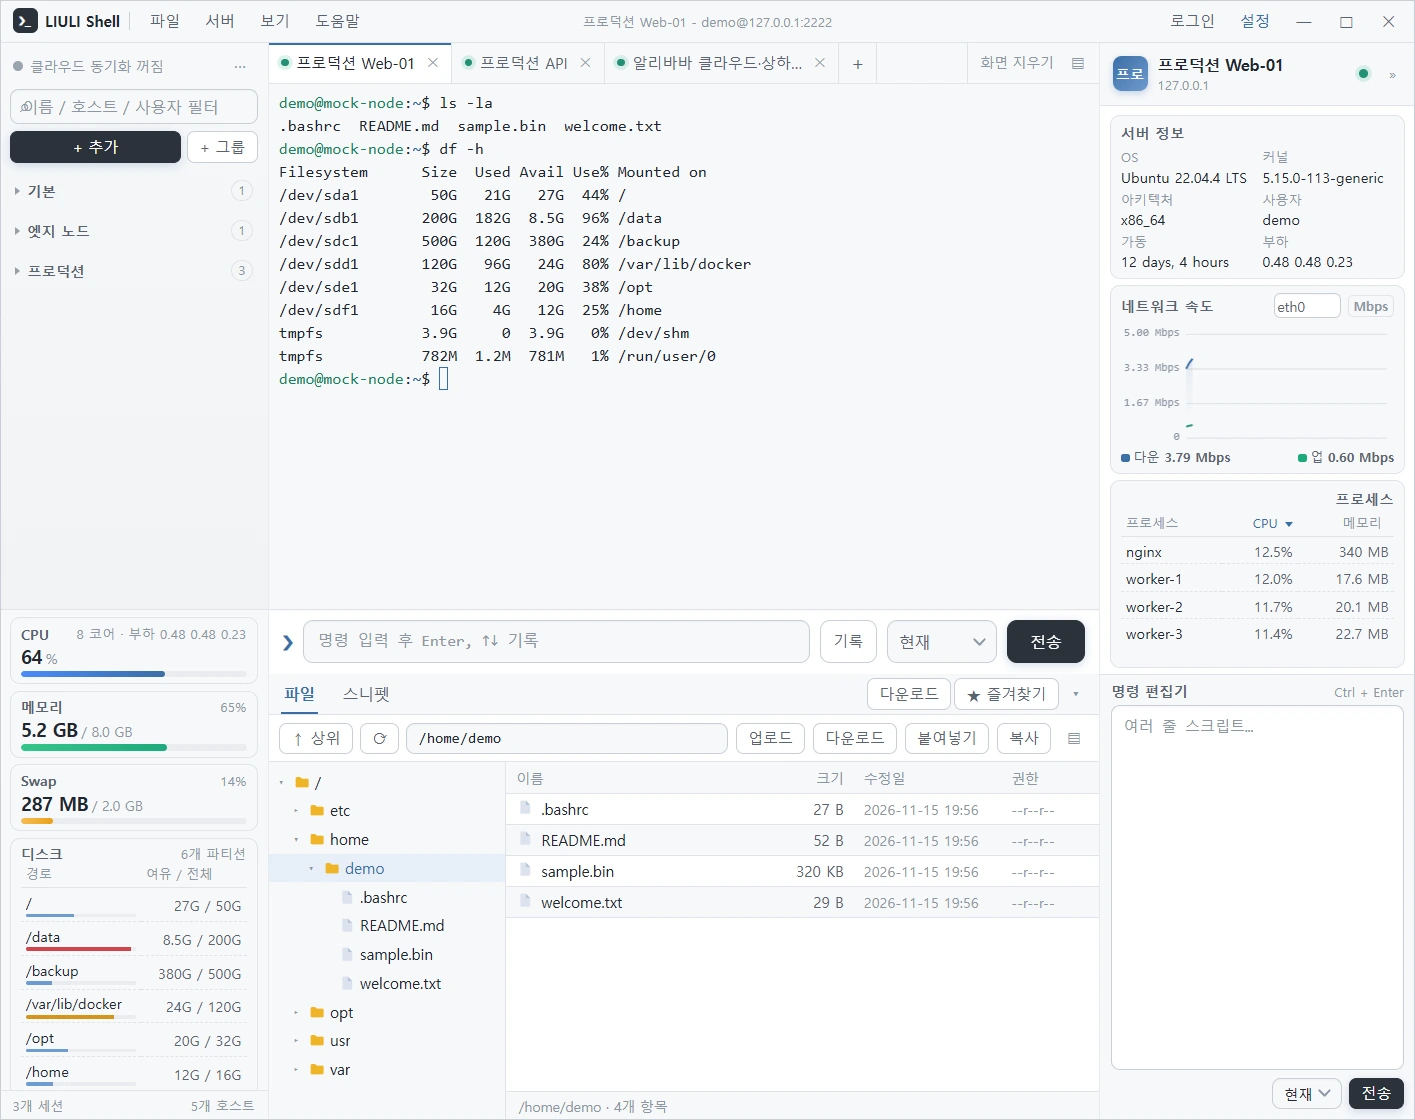 LIULI Shell
파일 서버 보기 도움말
프로덕션 Web-01 - demo@127.0.0.1:2222
로그인 설정
클라우드 동기화 꺼짐 ...
이름 / 호스트 / 사용자 필터
+ 추가 + 그룹
기본 1
엣지 노드 1
프로덕션 3
CPU 8 코어 · 부하 0.48 0.48 0.23
64 %
메모리 65%
5.2 GB / 8.0 GB
Swap 14%
287 MB / 2.0 GB
디스크 6개 파티션
경로 여유 / 전체
/ 27G / 50G
/data 8.5G / 200G
/backup 380G / 500G
/var/lib/docker 24G / 120G
/opt 20G / 32G
/home 12G / 16G
3개 세션 5개 호스트
프로덕션 Web-01 × 프로덕션 API × 알리바바 클라우드·상하... × + 화면 지우기
demo@mock-node:~$ ls -la
.bashrc README.md sample.bin welcome.txt
demo@mock-node:~$ df -h
Filesystem Size Used Avail Use% Mounted on
/dev/sda1 50G 21G 27G 44% /
/dev/sdb1 200G 182G 8.5G 96% /data
/dev/sdc1 500G 120G 380G 24% /backup
/dev/sdd1 120G 96G 24G 80% /var/lib/docker
/dev/sde1 32G 12G 20G 38% /opt
/dev/sdf1 16G 4G 12G 25% /home
tmpfs 3.9G 0 3.9G 0% /dev/shm
tmpfs 782M 1.2M 781M 1% /run/user/0
demo@mock-node:~$
❯ 명령 입력 후 Enter, ↑↓ 기록 기록 현재 전송
파일 스니펫 다운로드 ★ 즐겨찾기
↑ 상위 /home/demo 업로드 다운로드 붙여넣기 복사
/
etc
home
demo
.bashrc
README.md
sample.bin
welcome.txt
opt
usr
var
이름 크기 수정일 권한
.bashrc 27 B 2026-11-15 19:56 --r--r--
README.md 52 B 2026-11-15 19:56 --r--r--
sample.bin 320 KB 2026-11-15 19:56 --r--r--
welcome.txt 29 B 2026-11-15 19:56 --r--r--
/home/demo · 4개 항목
프로 프로덕션 Web-01 »
127.0.0.1
서버 정보
OS 커널
Ubuntu 22.04.4 LTS 5.15.0-113-generic
아키텍처 사용자
x86_64 demo
가동 부하
12 days, 4 hours 0.48 0.48 0.23
네트워크 속도 eth0 Mbps
5.00 Mbps
3.33 Mbps
1.67 Mbps
0
다운 3.79 Mbps 업 0.60 Mbps
프로세스
프로세스 CPU ▼ 메모리
nginx 12.5% 340 MB
worker-1 12.0% 17.6 MB
worker-2 11.7% 20.1 MB
worker-3 11.4% 22.7 MB
명령 편집기 Ctrl + Enter
여러 줄 스크립트…
현재 전송